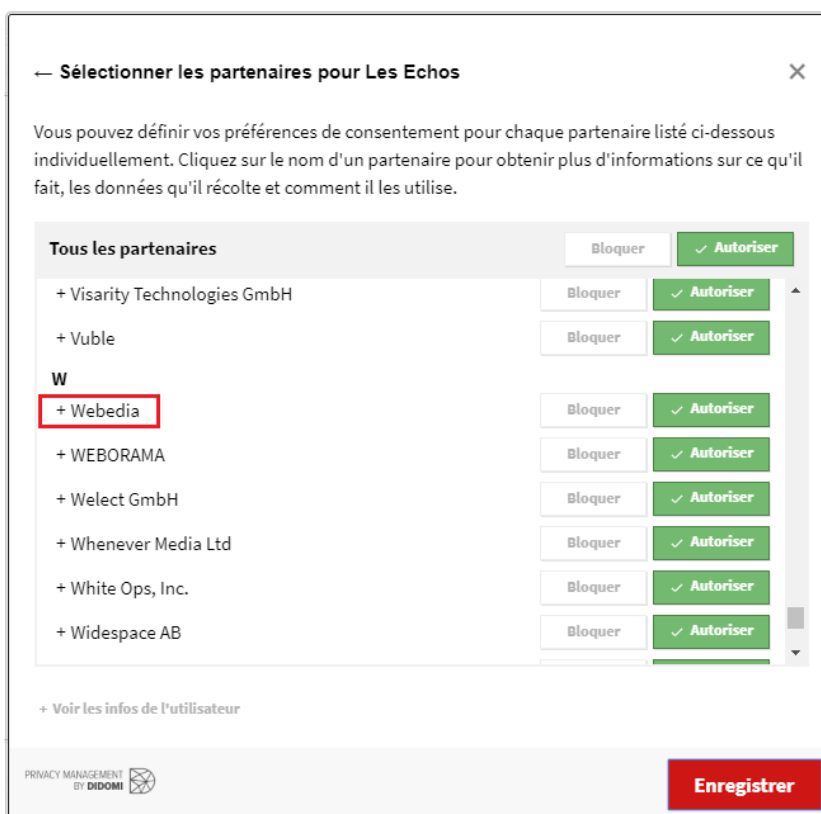 ← Sélectionner les partenaires pour Les Echos ×
Vous pouvez définir vos préférences de consentement pour chaque partenaire listé ci-dessous
individuellement. Cliquez sur le nom d'un partenaire pour obtenir plus d'informations sur ce qu'il
fait, les données qu'il récolte et comment il les utilise.
Tous les partenaires Bloquer ✓ Autoriser
+ Visarity Technologies GmbH Bloquer ✓ Autoriser
+ Vuble Bloquer ✓ Autoriser
W
+ Webedia Bloquer ✓ Autoriser
+ WEBORAMA Bloquer ✓ Autoriser
+ Welect GmbH Bloquer ✓ Autoriser
+ Whenever Media Ltd Bloquer ✓ Autoriser
+ White Ops, Inc. Bloquer ✓ Autoriser
+ Widespace AB Bloquer ✓ Autoriser
+ Voir les infos de l'utilisateur
PRIVACY MANAGEMENT
BY DIDOMI
Enregistrer